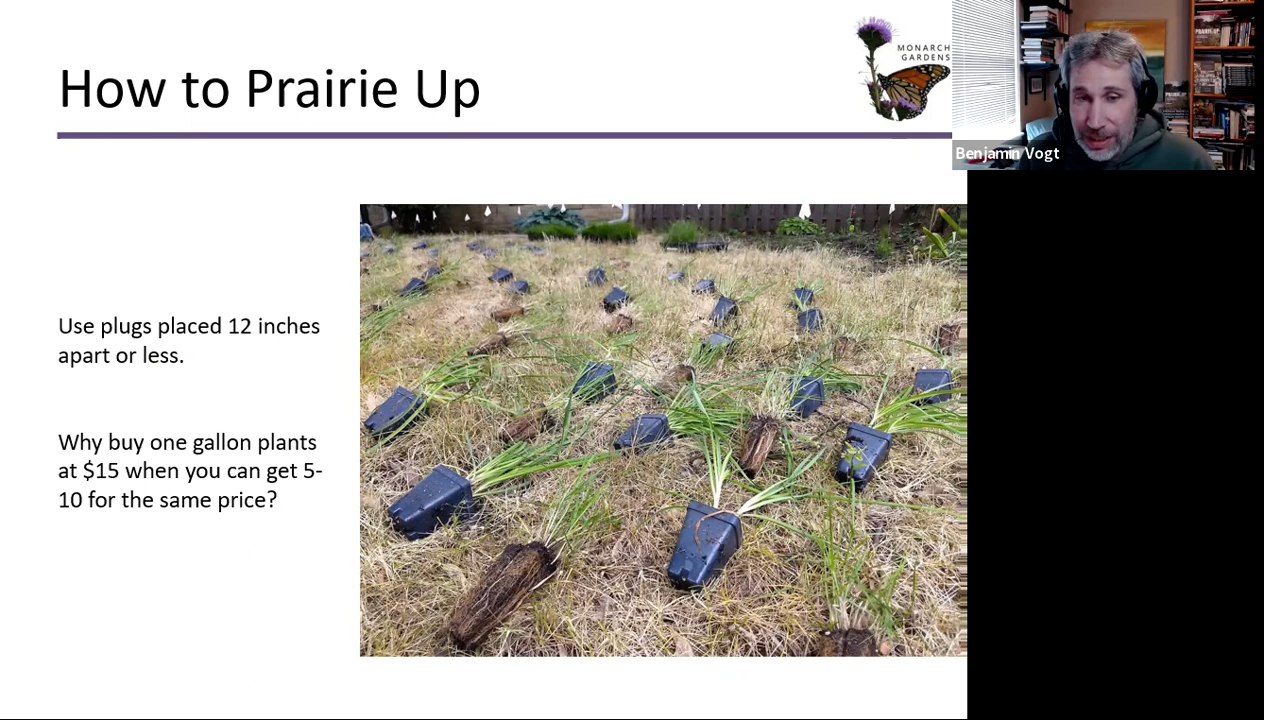 How to Prairie Up
MONARCH
GARDENS
Benjamin Vogt
Use plugs placed 12 inches
apart or less.
Why buy one gallon plants
at $15 when you can get 5-
10 for the same price?